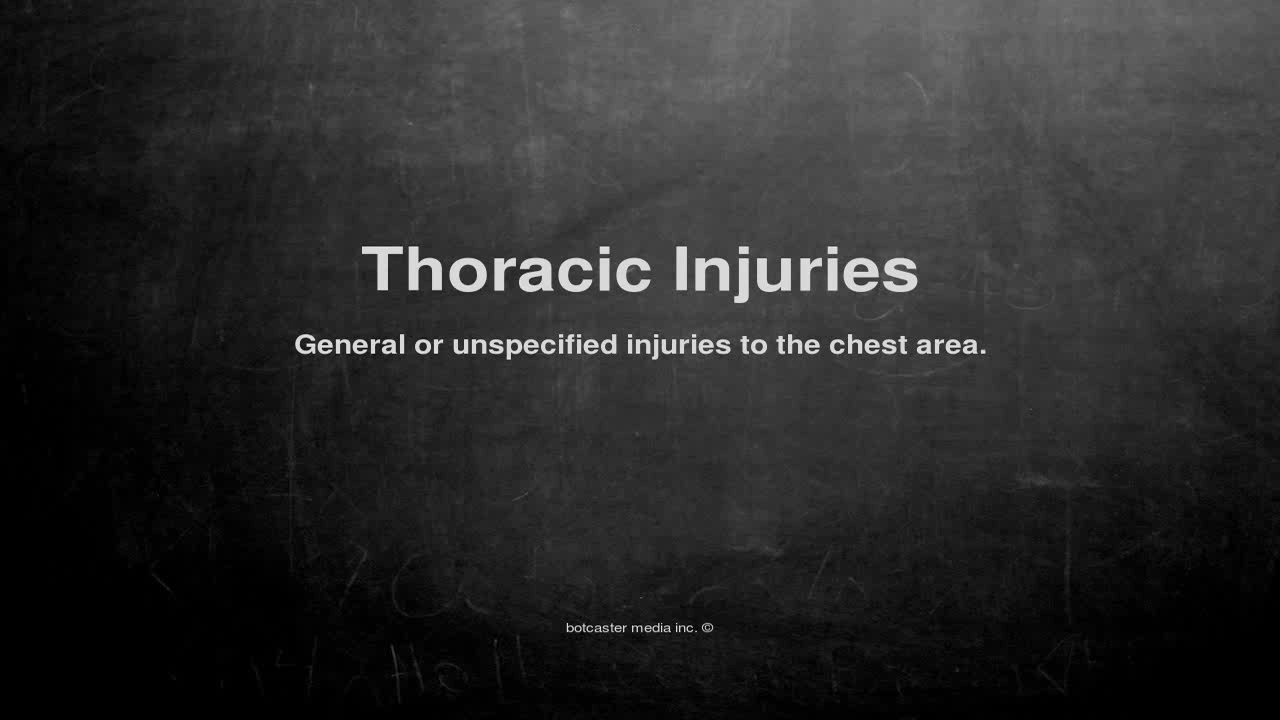 Thoracic Injuries
General or unspecified injuries to the chest area.
botcaster media inc. ©